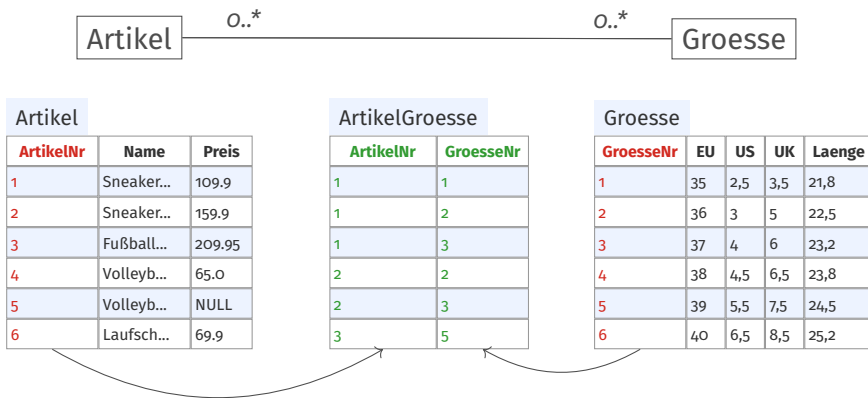 Artikel 0..* 0..* Groesse
Artikel
ArtikelNr Name Preis
1 Sneaker... 109.9
2 Sneaker... 159.9
3 Fußball... 209.95
4 Volleyb... 65.0
5 Volleyb... NULL
6 Laufsch... 69.9
ArtikelGroesse
ArtikelNr GroesseNr
1 1
1 2
1 3
2 2
2 3
3 5
Groesse
GroesseNr EU US UK Laenge
1 35 2,5 3,5 21,8
2 36 3 5 22,5
3 37 4 6 23,2
4 38 4,5 6,5 23,8
5 39 5,5 7,5 24,5
6 40 6,5 8,5 25,2